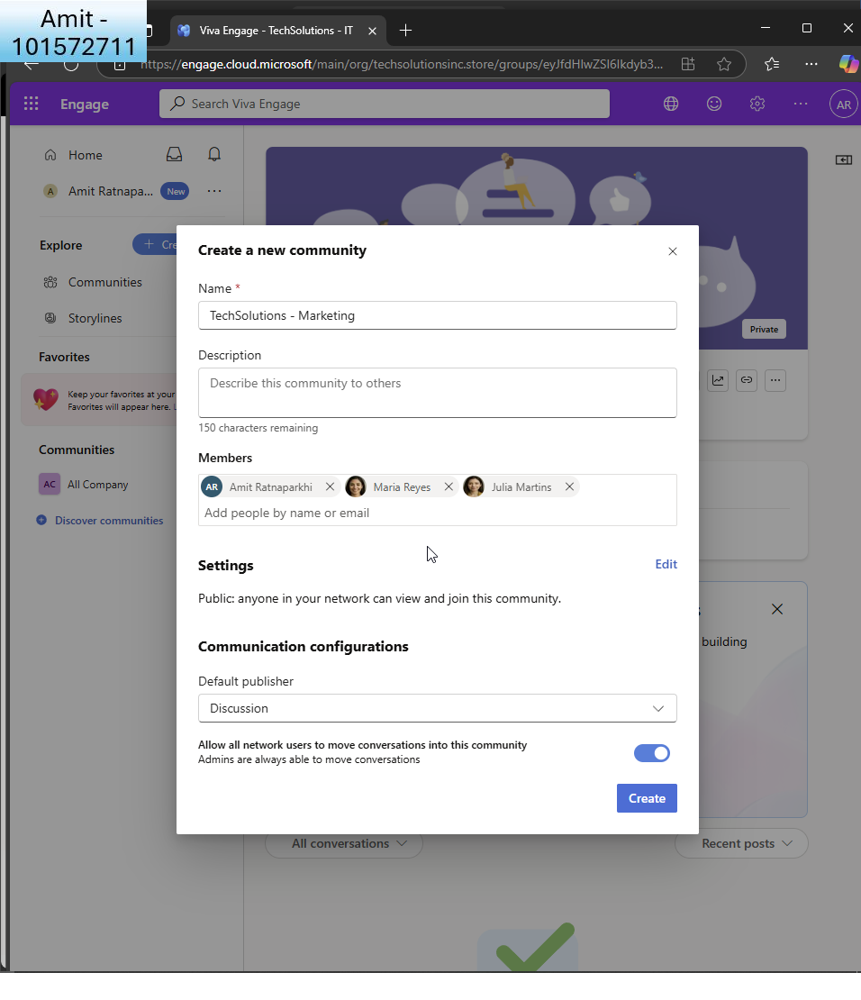 Amit -
101572711
Viva Engage - TechSolutions - IT
https://engage.cloud.microsoft/main/org/techsolutionsinc.store/groups/eyJfdHlwZSI6Ikdyb3...
Engage
Search Viva Engage
AR
Home
A Amit Ratnapa... New
Explore
Cre
Communities
Storylines
Favorites
Keep your favorites at your
Favorites will appear here.
Communities
AC All Company
Discover communities
Private
Create a new community
Name *
TechSolutions - Marketing
Description
Describe this community to others
150 characters remaining
Members
AR Amit Ratnaparkhi Maria Reyes Julia Martins
Add people by name or email
Settings
Edit
Public: anyone in your network can view and join this community.
Communication configurations
Default publisher
Discussion
Allow all network users to move conversations into this community
Admins are always able to move conversations
Create
building
All conversations
Recent posts